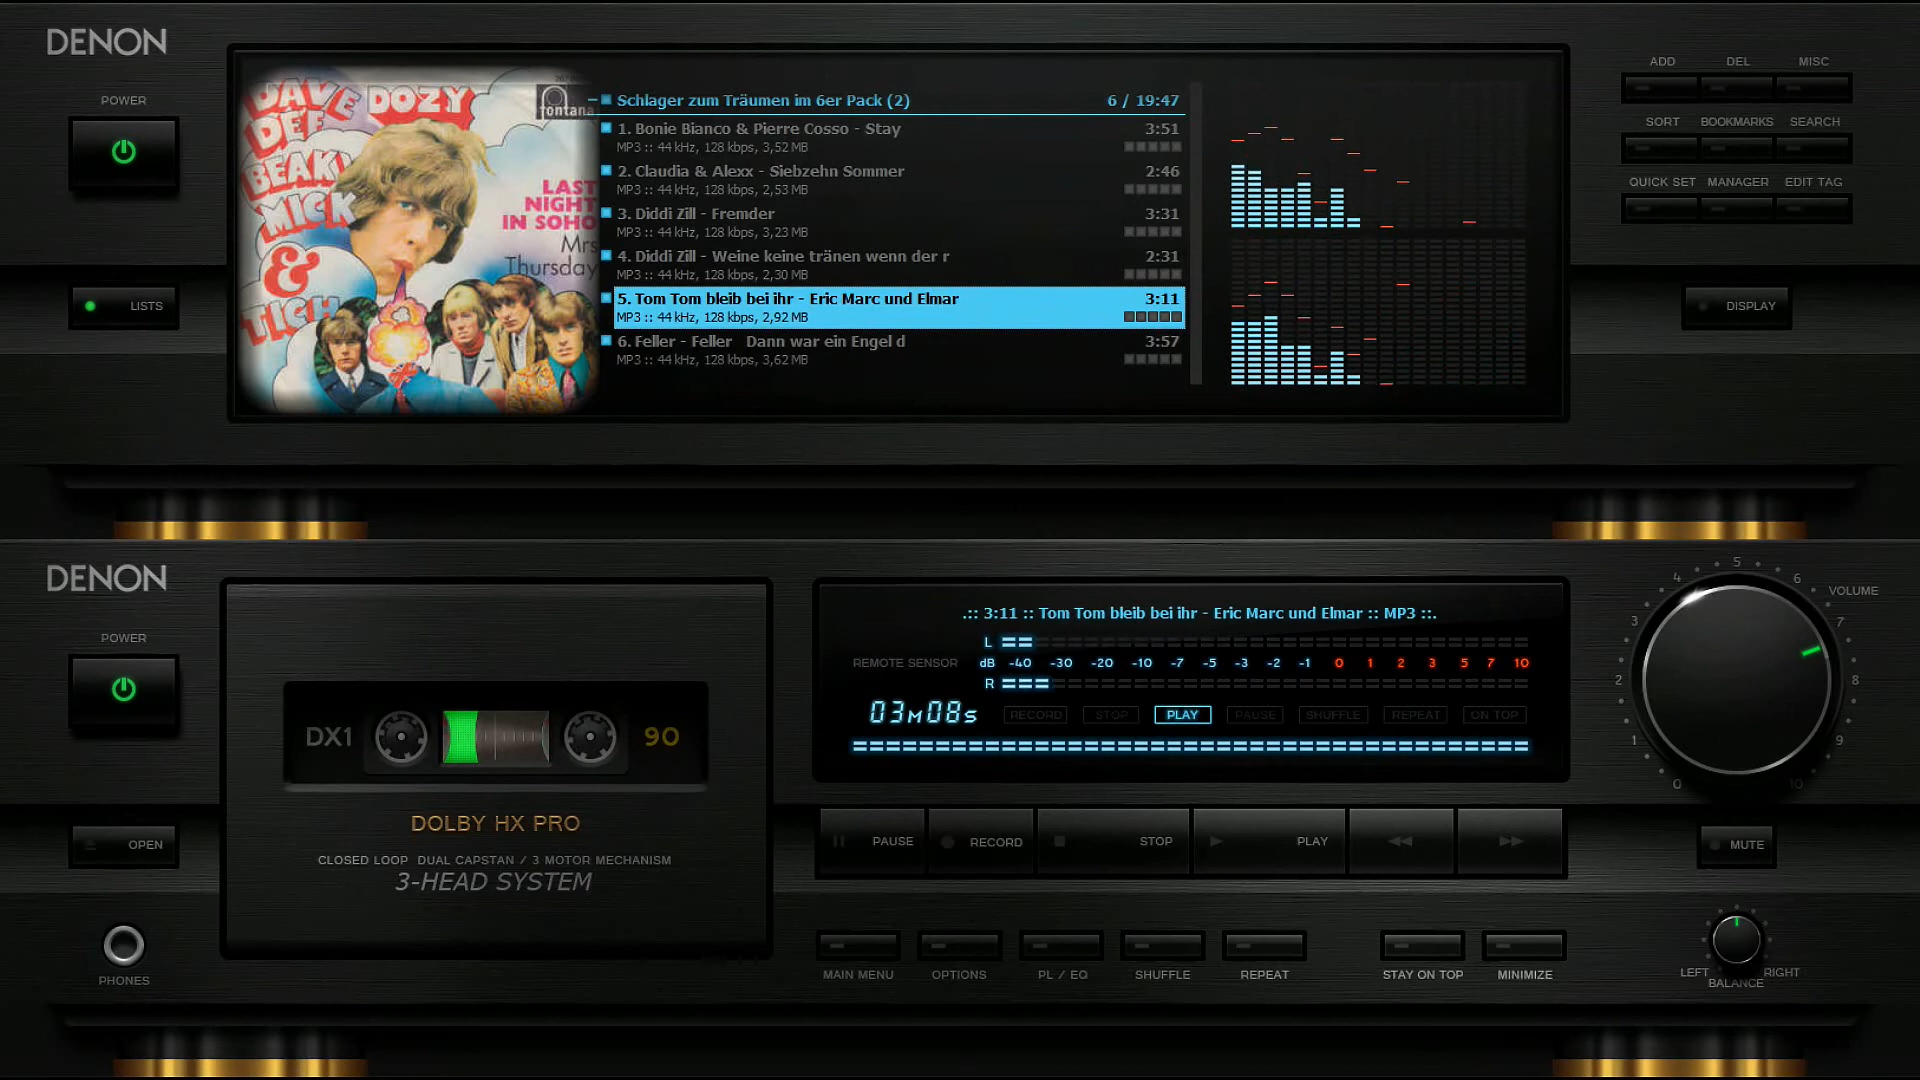 DENON
POWER
LISTS
DAVE DOZY
DEE
BEAKY
MICK
&
TICH
fontana
LAST
NIGHT
IN SOHO
Mrs
Thursday
Schlager zum Träumen im 6er Pack (2) 6 / 19:47
1. Bonie Bianco & Pierre Cosso - Stay 3:51
MP3 :: 44 kHz, 128 kbps, 3,52 MB
2. Claudia & Alexx - Siebzehn Sommer 2:46
MP3 :: 44 kHz, 128 kbps, 2,53 MB
3. Diddi Zill - Fremder 3:31
MP3 :: 44 kHz, 128 kbps, 3,23 MB
4. Diddi Zill - Weine keine tränen wenn der r 2:31
MP3 :: 44 kHz, 128 kbps, 2,30 MB
5. Tom Tom bleib bei ihr - Eric Marc und Elmar 3:11
MP3 :: 44 kHz, 128 kbps, 2,92 MB
6. Feller - Feller Dann war ein Engel d 3:57
MP3 :: 44 kHz, 128 kbps, 3,62 MB
ADD DEL MISC
SORT BOOKMARKS SEARCH
QUICK SET MANAGER EDIT TAG
DISPLAY
DENON
POWER
OPEN
PHONES
DX1 90
DOLBY HX PRO
CLOSED LOOP DUAL CAPSTAN / 3 MOTOR MECHANISM
3-HEAD SYSTEM
.:: 3:11 :: Tom Tom bleib bei ihr - Eric Marc und Elmar :: MP3 ::.
L
REMOTE SENSOR dB -40 -30 -20 -10 -7 -5 -3 -2 -1 0 1 2 3 5 7 10
R
03M08s RECORD STOP PLAY PAUSE SHUFFLE REPEAT ON TOP
PAUSE RECORD STOP PLAY
MAIN MENU OPTIONS PL / EQ SHUFFLE REPEAT STAY ON TOP MINIMIZE
VOLUME
0 1 2 3 4 5 6 7 8 9 10
MUTE
LEFT RIGHT
BALANCE